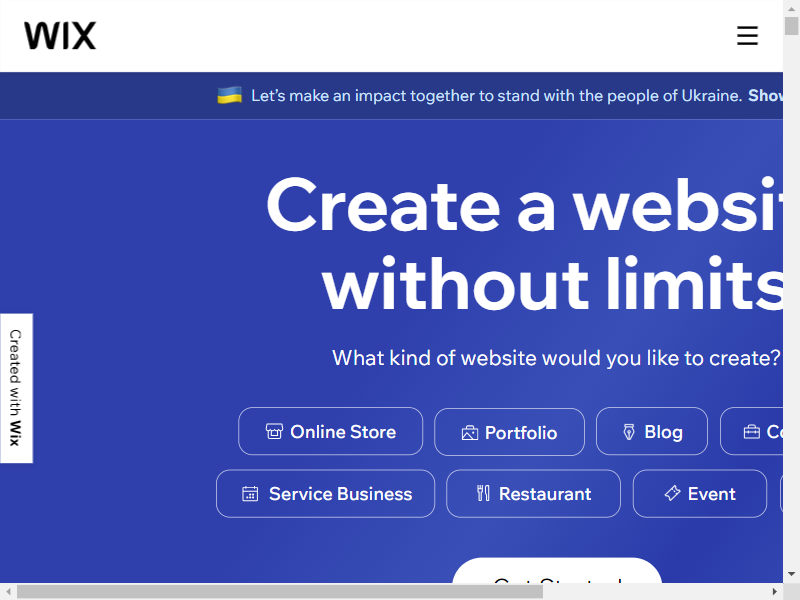 WIX
Let's make an impact together to stand with the people of Ukraine. Show
Create a websi
without limits
What kind of website would you like to create?
Online Store
Portfolio
Blog
Service Business
Restaurant
Event
Created with Wix